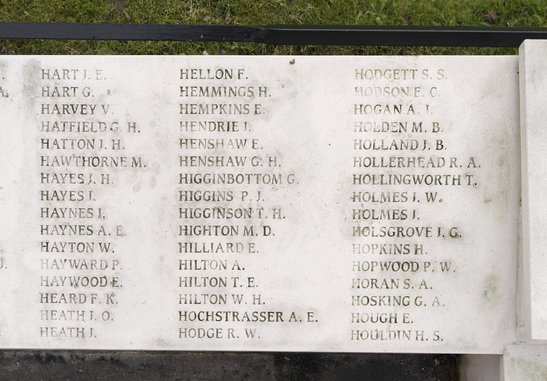 HART J. E.
HART G.
HARVEY V.
HATFIELD G. H.
HATTON J. H.
HAWTHORNE M.
HAYES J. H.
HAYES J.
HAYNES J.
HAYNES A. E.
HAYTON W.
HAYWARD P.
HAYWOOD E.
HEARD F. K.
HEATH J. O.
HEATH J.
HELLON F.
HEMMINGS H.
HEMPKINS E.
HENDRIE J.
HENSHAW E.
HENSHAW G. H.
HIGGINBOTTOM G.
HIGGINS P. J.
HIGGINSON T. H.
HIGHTON M. D.
HILLIARD E.
HILTON A.
HILTON T. E.
HILTON W. H.
HOCHSTRASSER A. E.
HODGE R. W.
HODGETT S. S.
HODSON E. C.
HOGAN A. J.
HOLDEN M. B.
HOLLAND J. B.
HOLLERHEAD R. A.
HOLLINGWORTH T.
HOLMES J. W.
HOLMES J.
HOLSGROVE J. G.
HOPKINS H.
HOPWOOD P. W.
HORAN S. A.
HOSKING G. A.
HOUGH E.
HOULDIN H. S.